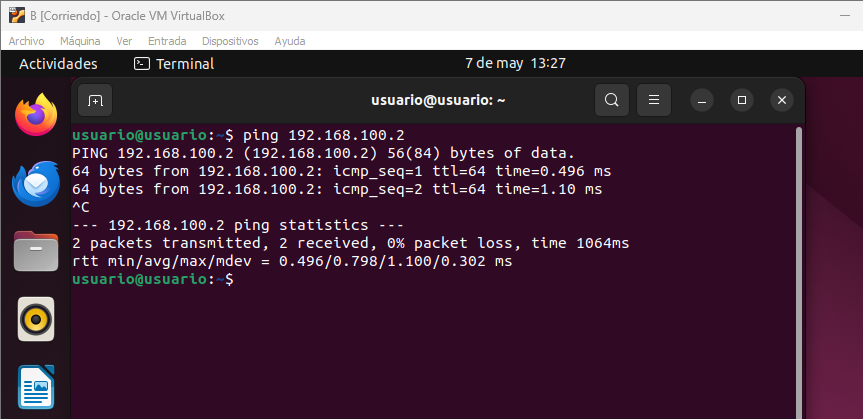 B [Corriendo] - Oracle VM VirtualBox
Archivo Máquina Ver Entrada Dispositivos Ayuda
Actividades Terminal 7 de may 13:27
usuario@usuario: ~
usuario@usuario:~$ ping 192.168.100.2
PING 192.168.100.2 (192.168.100.2) 56(84) bytes of data.
64 bytes from 192.168.100.2: icmp_seq=1 ttl=64 time=0.496 ms
64 bytes from 192.168.100.2: icmp_seq=2 ttl=64 time=1.10 ms
^C
--- 192.168.100.2 ping statistics ---
2 packets transmitted, 2 received, 0% packet loss, time 1064ms
rtt min/avg/max/mdev = 0.496/0.798/1.100/0.302 ms
usuario@usuario:~$